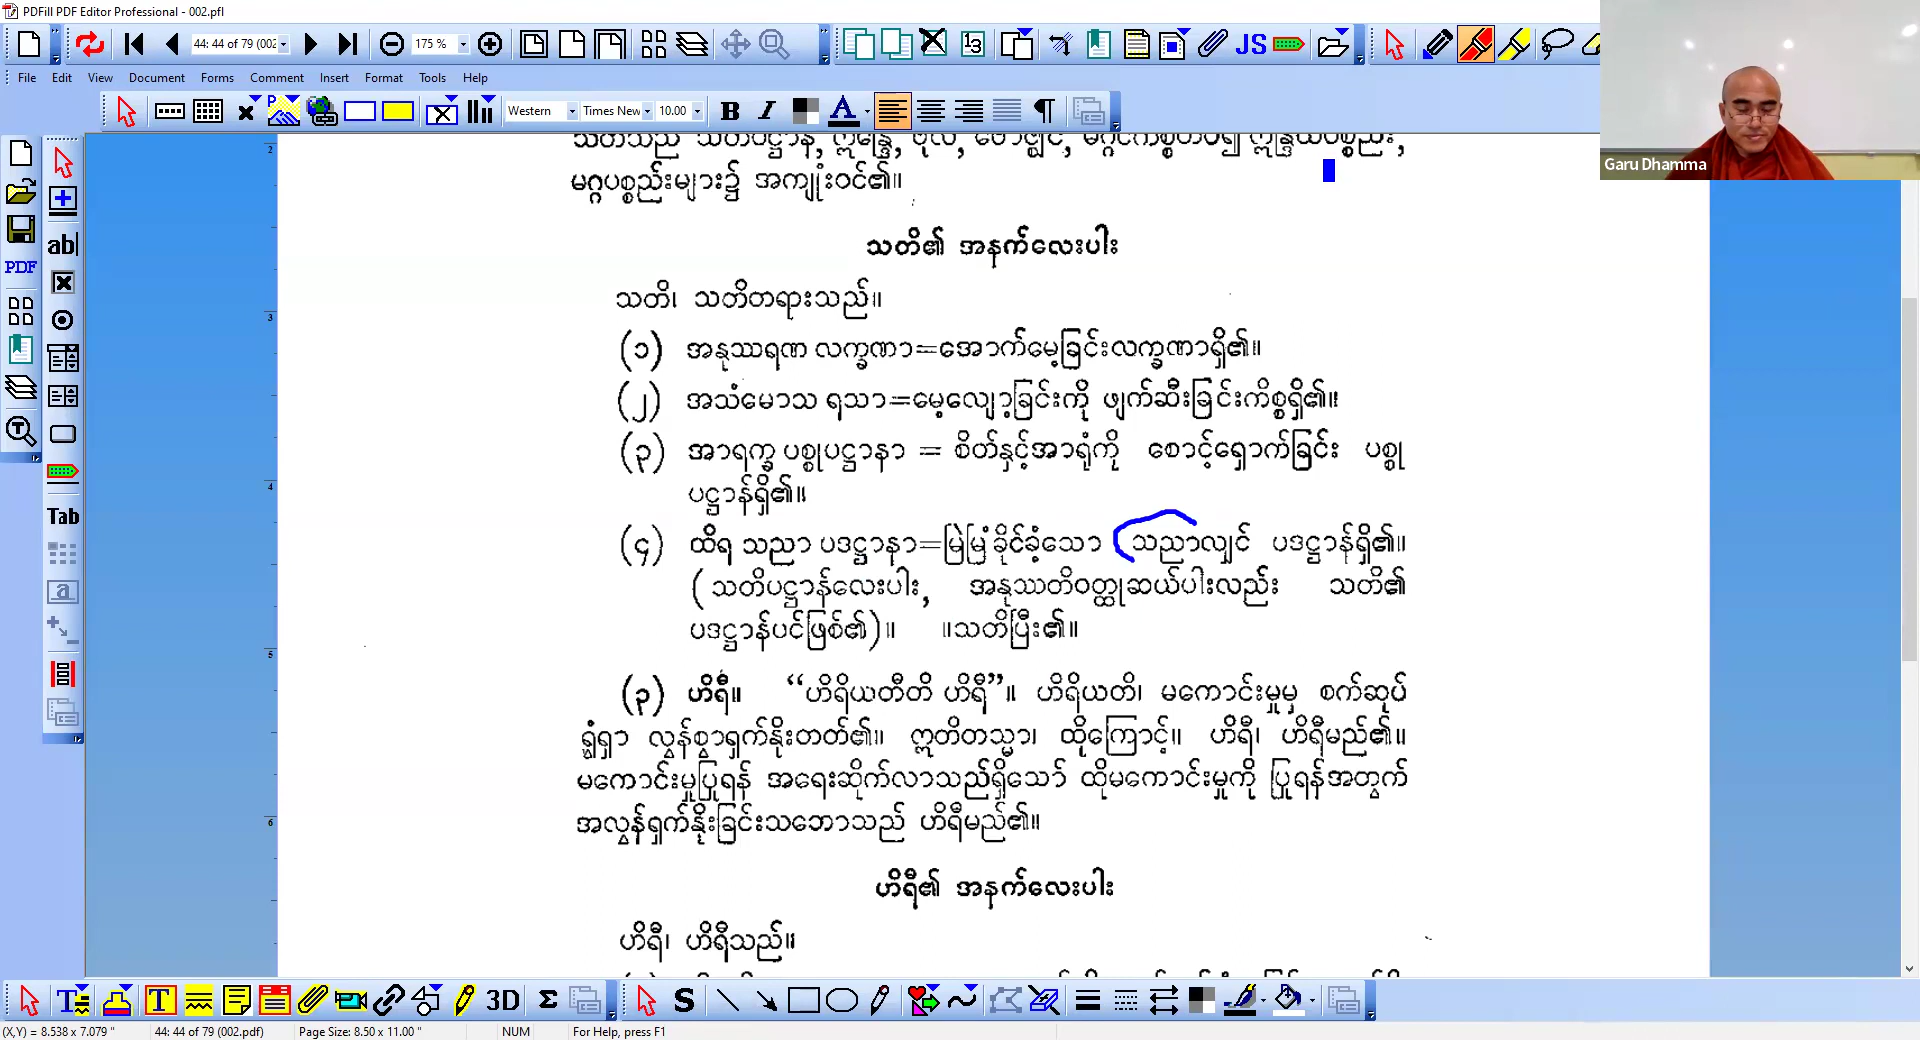 PDFill PDF Editor Professional - 002.pfl
44: 44 of 79 (002
175 %
JS
File Edit View Document Forms Comment Insert Format Tools Help
Western Times New 10.00 B I A ¶
ab|
PDF
Tab
Garu Dhamma
မဂ္ဂပစ္စည်းများ၌ အကျုံးဝင်၏။
သတိ၏ အနက်လေးပါး
သတိ၊ သတိတရားသည်။
(၁) အနုဿရဏ လက္ခဏာ=အောက်မေ့ခြင်းလက္ခဏာရှိ၏။
(၂) အသံမောသ ရသာ=မေ့လျော့ခြင်းကို ဖျက်ဆီးခြင်းကိစ္စရှိ၏။
(၃) အာရက္ခ ပစ္စုပဋ္ဌာနာ = စိတ်နှင့်အာရုံကို စောင့်ရှောက်ခြင်း ပစ္စု
ပဋ္ဌာန်ရှိ၏။
(၄) ထိရ သညာ ပဒဋ္ဌာနာ=မြဲမြံခိုင်ခံ့သော သညာလျှင် ပဒဋ္ဌာန်ရှိ၏။
(သတိပဋ္ဌာန်လေးပါး, အနုဿတိဝတ္ထုဆယ်ပါးလည်း သတိ၏
ပဒဋ္ဌာန်ပင်ဖြစ်၏)။ ။သတိပြီး၏။
(၃) ဟိရီ။ “ဟိရိယတီတိ ဟိရီ”။ ဟိရိယတိ၊ မကောင်းမှုမှ စက်ဆုပ်
ရွံရှာ လွန်စွာရှက်နိုးတတ်၏။ ဣတိတသ္မာ၊ ထို့ကြောင့်။ ဟိရီ၊ ဟိရီမည်၏။
မကောင်းမှုပြုရန် အရေးဆိုက်လာသည်ရှိသော် ထိုမကောင်းမှုကို ပြုရန်အတွက်
အလွန်ရှက်နိုးခြင်းသဘောသည် ဟိရီမည်၏။
ဟိရီ၏ အနက်လေးပါး
ဟိရီ၊ ဟိရီသည်။
3D
(X,Y) = 8.538 x 7.079 " 44: 44 of 79 (002.pdf) Page Size: 8.50 x 11.00 " NUM For Help, press F1